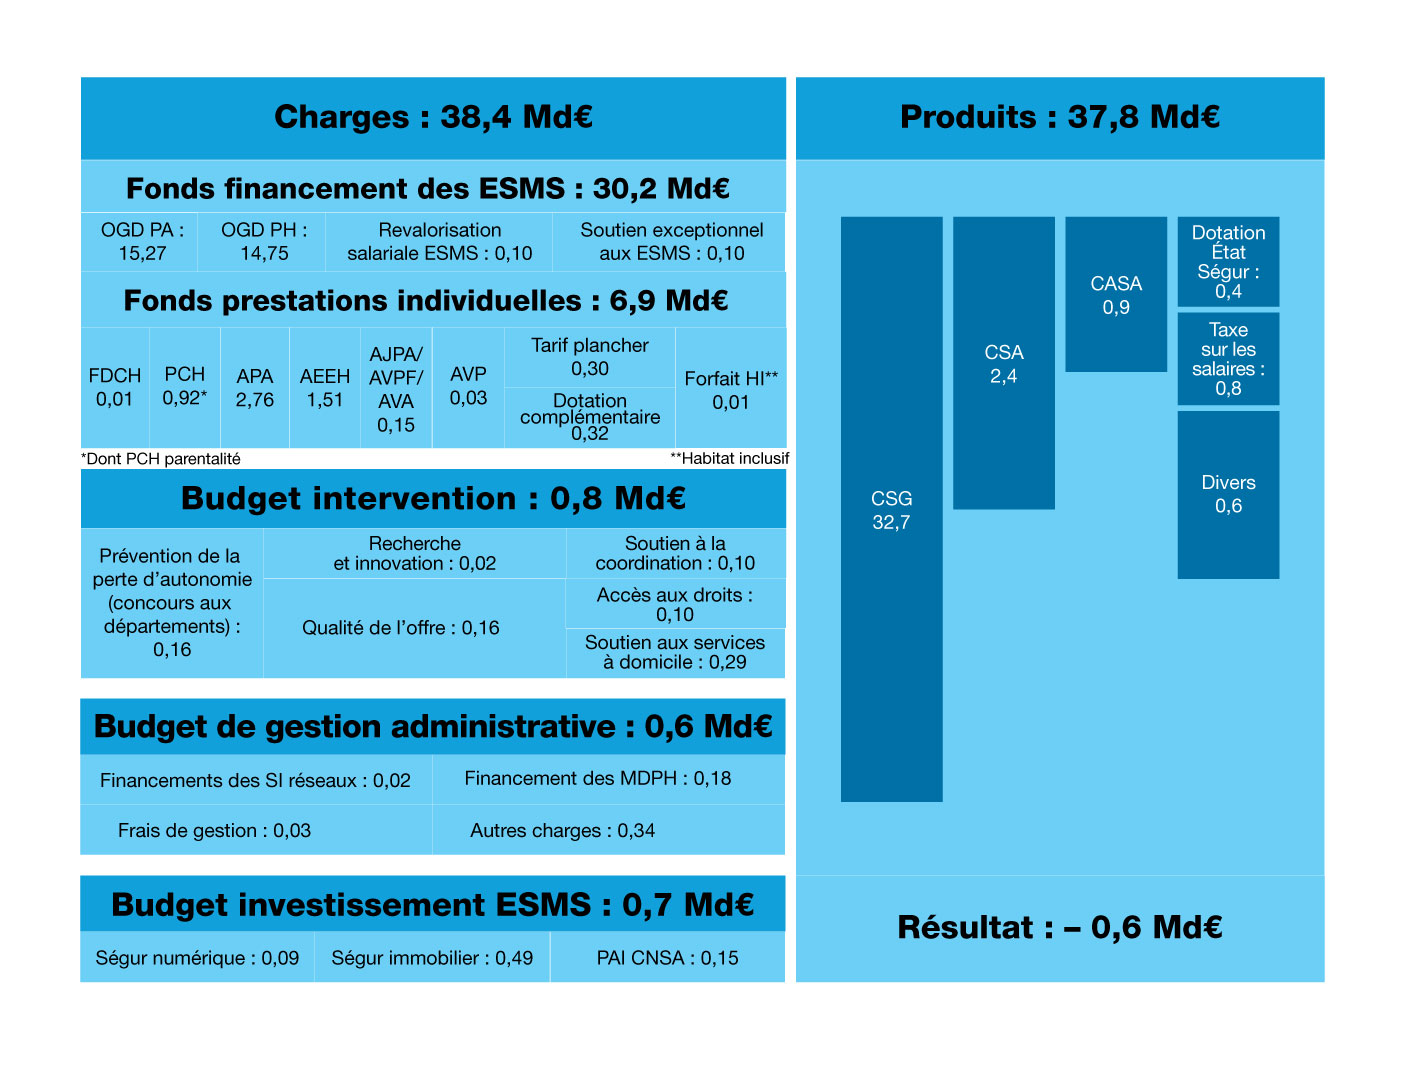 Charges : 38,4 Md€
Fonds financement des ESMS : 30,2 Md€
OGD PA :
15,27
OGD PH :
14,75
Revalorisation
salariale ESMS : 0,10
Soutien exceptionnel
aux ESMS : 0,10
Fonds prestations individuelles : 6,9 Md€
FDCH
0,01
PCH
0,92*
APA
2,76
AEEH
1,51
AJPA/
AVPF/
AVA
0,15
AVP
0,03
Tarif plancher
0,30
Dotation
complémentaire
0,32
Forfait HI**
0,01
*Dont PCH parentalité
**Habitat inclusif
Budget intervention : 0,8 Md€
Prévention de la
perte d’autonomie
(concours aux
départements) :
0,16
Recherche
et innovation : 0,02
Qualité de l’offre : 0,16
Soutien à la
coordination : 0,10
Accès aux droits :
0,10
Soutien aux services
à domicile : 0,29
Budget de gestion administrative : 0,6 Md€
Financements des SI réseaux : 0,02
Financement des MDPH : 0,18
Frais de gestion : 0,03
Autres charges : 0,34
Budget investissement ESMS : 0,7 Md€
Ségur numérique : 0,09
Ségur immobilier : 0,49
PAI CNSA : 0,15
Produits : 37,8 Md€
CSG
32,7
CSA
2,4
CASA
0,9
Dotation
État
Ségur :
0,4
Taxe
sur les
salaires :
0,8
Divers
0,6
Résultat : – 0,6 Md€